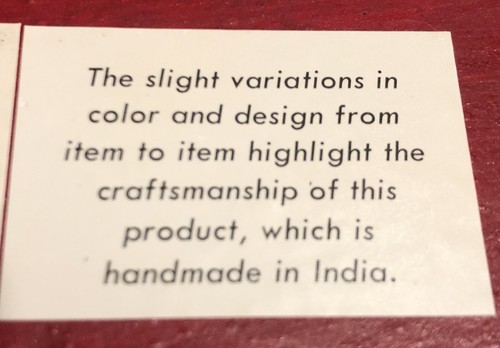 The slight variations in
color and design from
item to item highlight the
craftsmanship of this
product, which is
handmade in India.